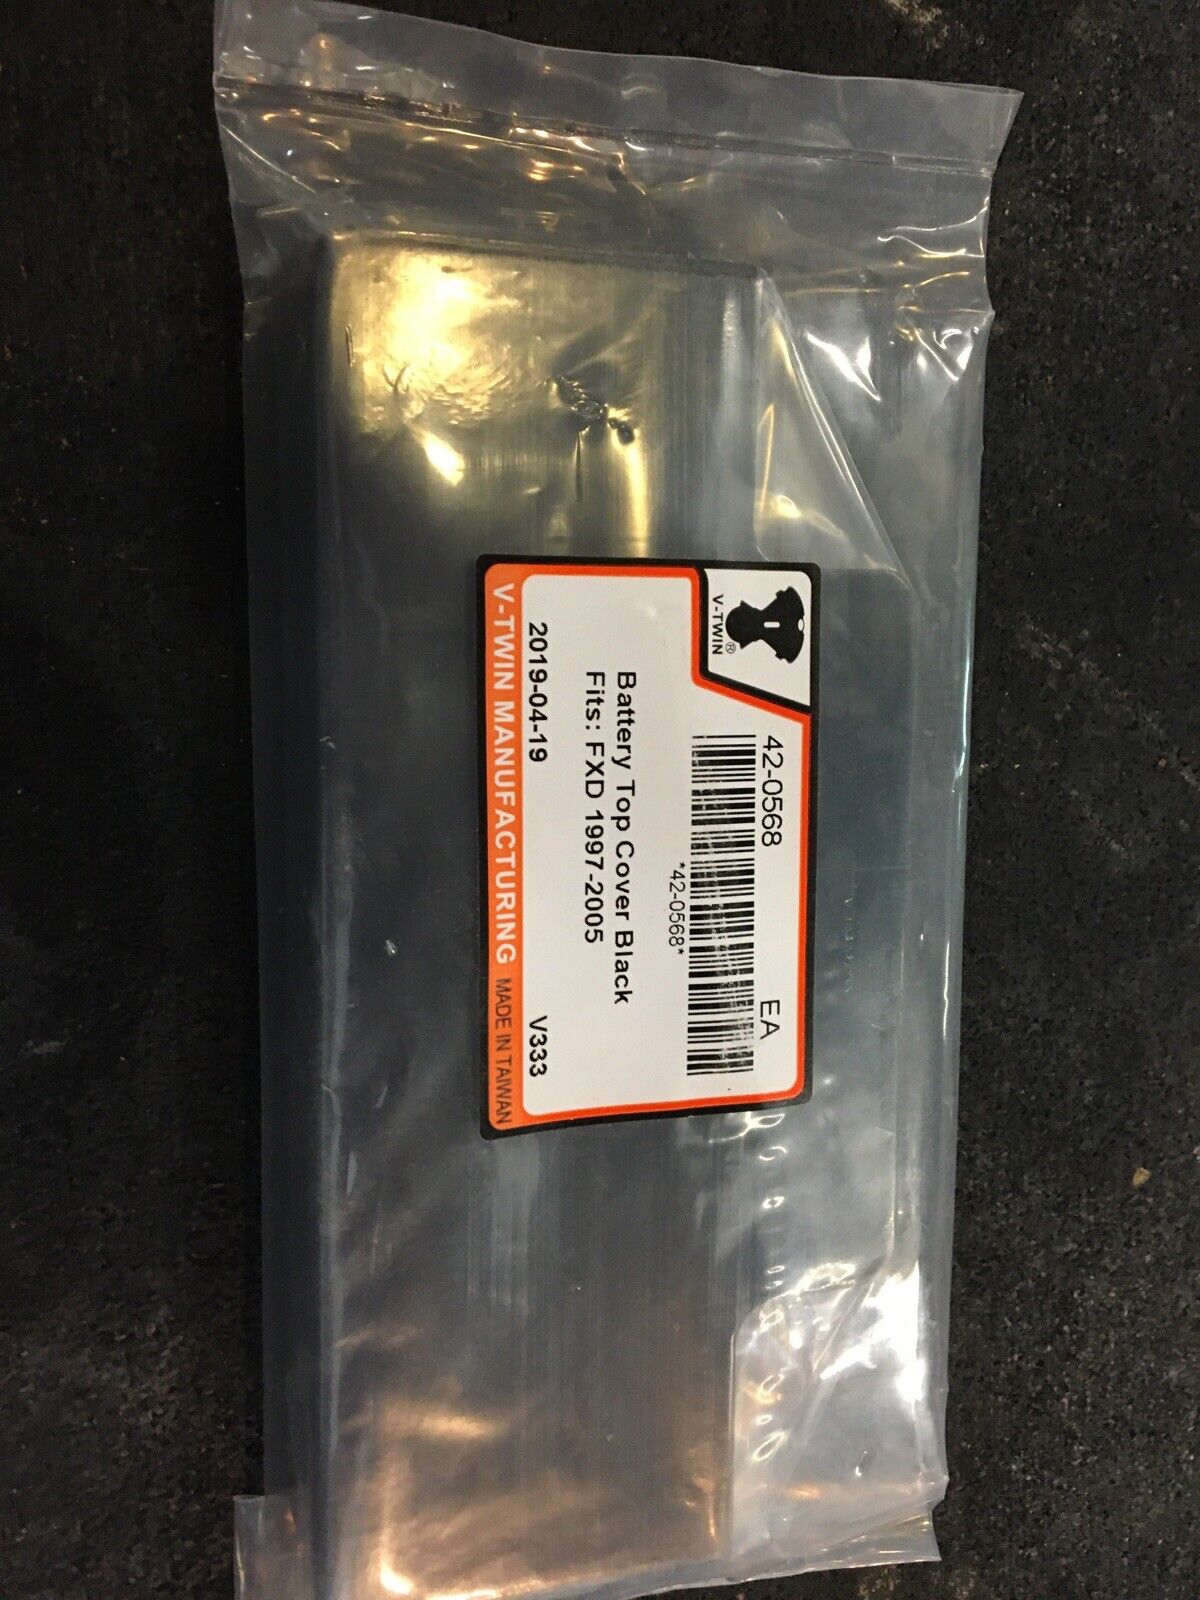 V-TWIN®
42-0568 EA
*42-0568*
Battery Top Cover Black
Fits: FXD 1997-2005
2019-04-19 V333
V-TWIN MANUFACTURING MADE IN TAIWAN